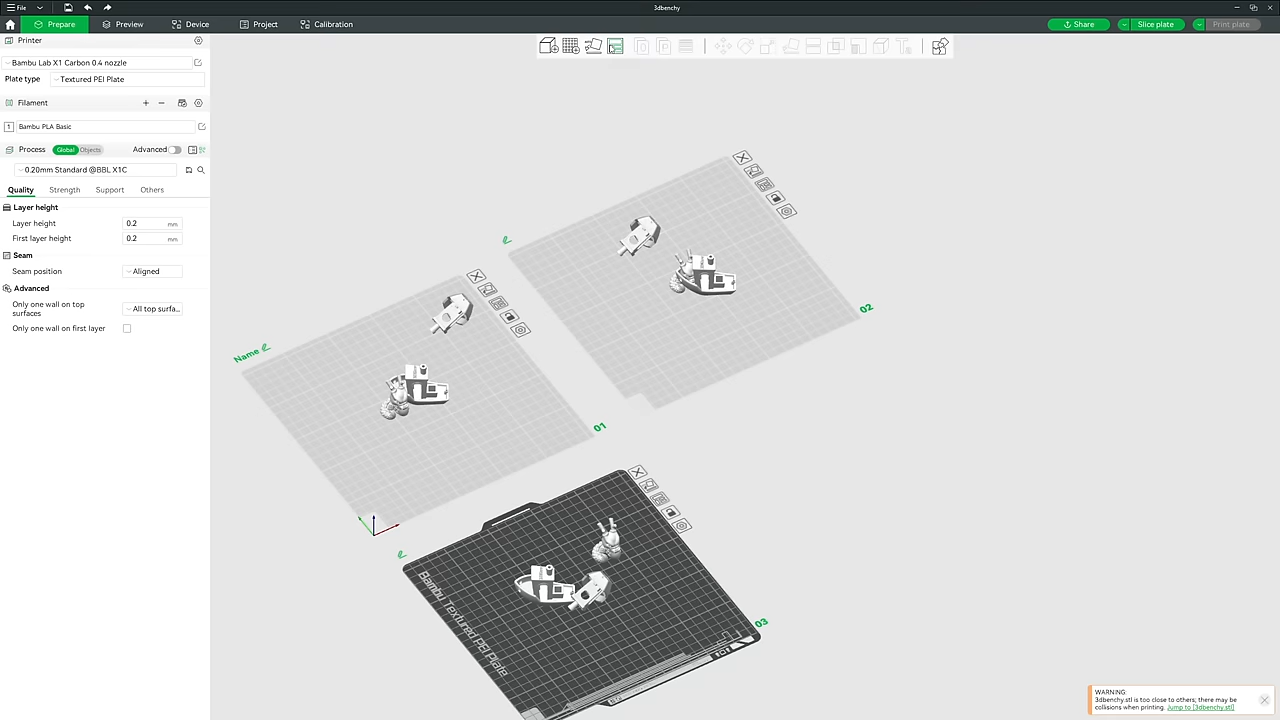 File
3dbenchy
Prepare
Preview
Device
Project
Calibration
Share
Slice plate
Print plate
Printer
Bambu Lab X1 Carbon 0.4 nozzle
Plate type
Textured PEI Plate
Filament
1
Bambu PLA Basic
Process
Global
Objects
Advanced
0.20mm Standard @BBL X1C
Quality
Strength
Support
Others
Layer height
Layer height
0.2
mm
First layer height
0.2
mm
Seam
Seam position
Aligned
Advanced
Only one wall on top
surfaces
All top surfa...
Only one wall on first layer
Name
01
02
03
Bambu Textured PEI Plate
WARNING:
3dbenchy.stl is too close to others; there may be
collisions when printing. Jump to [3dbenchy.stl]